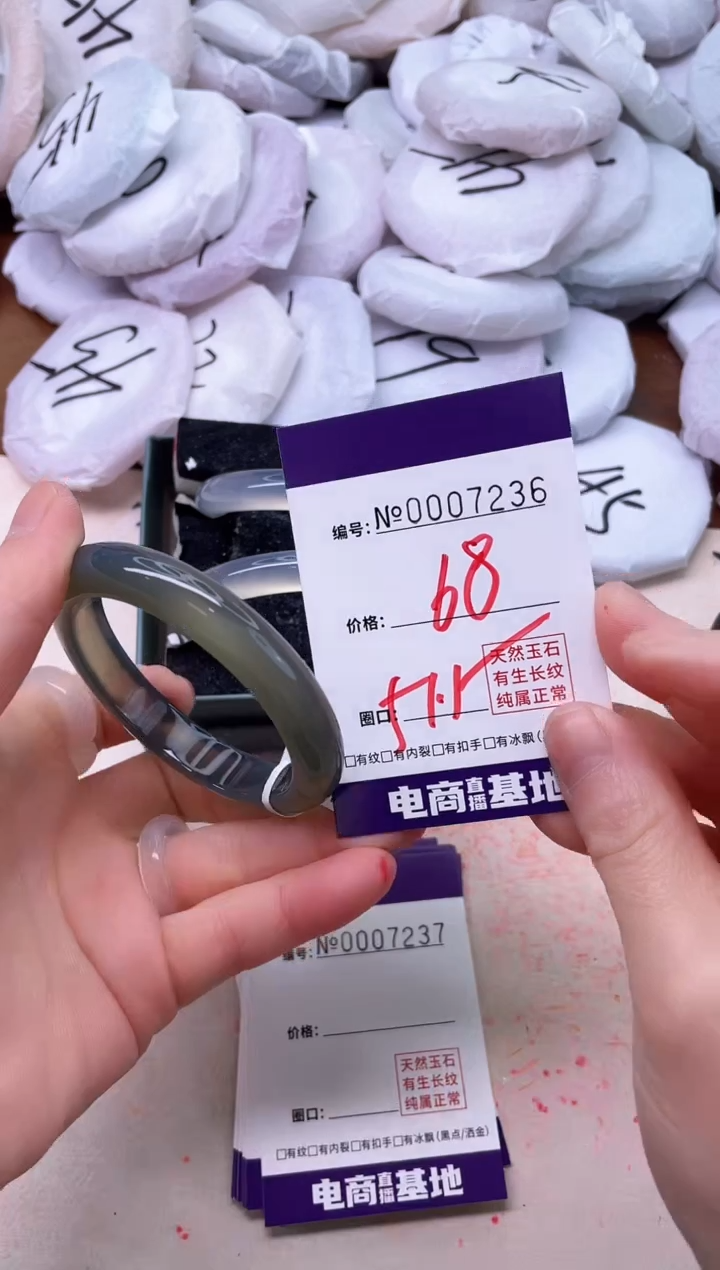 45
45
编号: №0007236
价格: 68
天然玉石
有生长纹
纯属正常
圈口: 57.1
□有纹□有内裂□有扣手□有冰飘(
电商直播基地
编号: №0007237
价格:
天然玉石
有生长纹
纯属正常
圈口:
□有纹□有内裂□有扣手□有冰飘(黑点/洒金)
电商直播基地